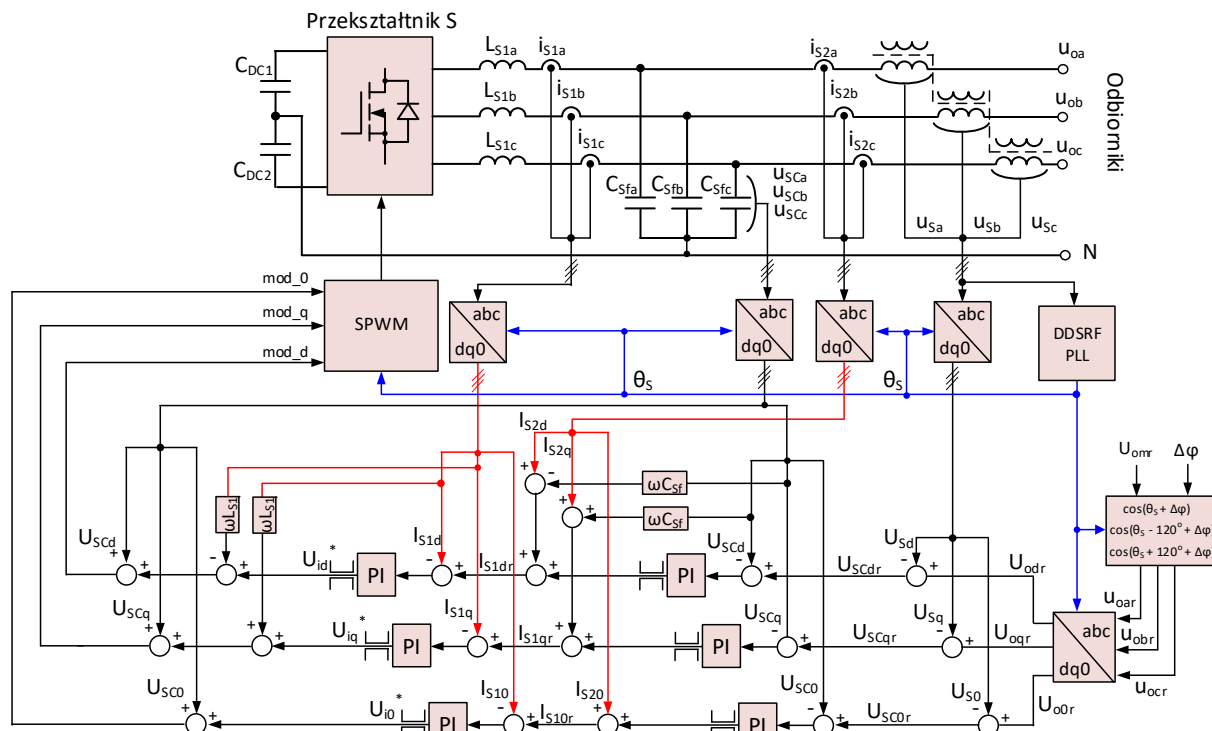 Przekształtnik S
L_S1a
i_S1a
i_S2a
u_oa
C_DC1
L_S1b
i_S1b
i_S2b
u_ob
L_S1c
i_S1c
i_S2c
u_oc
Odbiorniki
C_DC2
C_Sfa
C_Sfb
C_Sfc
u_SCa
u_SCb
u_SCc
u_Sa
u_Sb
u_Sc
N
mod_0
mod_q
mod_d
SPWM
abc
dq0
abc
dq0
abc
dq0
abc
dq0
DDSRF
PLL
θ_S
θ_S
I_S2d
I_S2q
U_omr
Δφ
ωL_S1
ωL_S1
ωC_Sf
ωC_Sf
cos(θ_S + Δφ)
cos(θ_S - 120° + Δφ
cos(θ_S + 120° + Δφ
U_SCd
+
+
-
+
U_id*
PI
I_S1d
-
+
I_S1dr
+
+
-
+
PI
U_SCd
-
+
U_SCdr
U_Sd
-
+
U_odr
u_oar
u_obr
u_ocr
U_SCq
+
+
+
+
U_iq*
PI
I_S1q
-
+
I_S1qr
+
+
+
+
PI
U_SCq
-
+
U_SCqr
U_Sq
-
+
U_oqr
abc
dq0
U_SC0
+
+
U_i0*
PI
I_S10
-
+
I_S10r
I_S20
+
+
PI
U_SC0
-
+
U_SC0r
U_S0
-
+
U_o0r